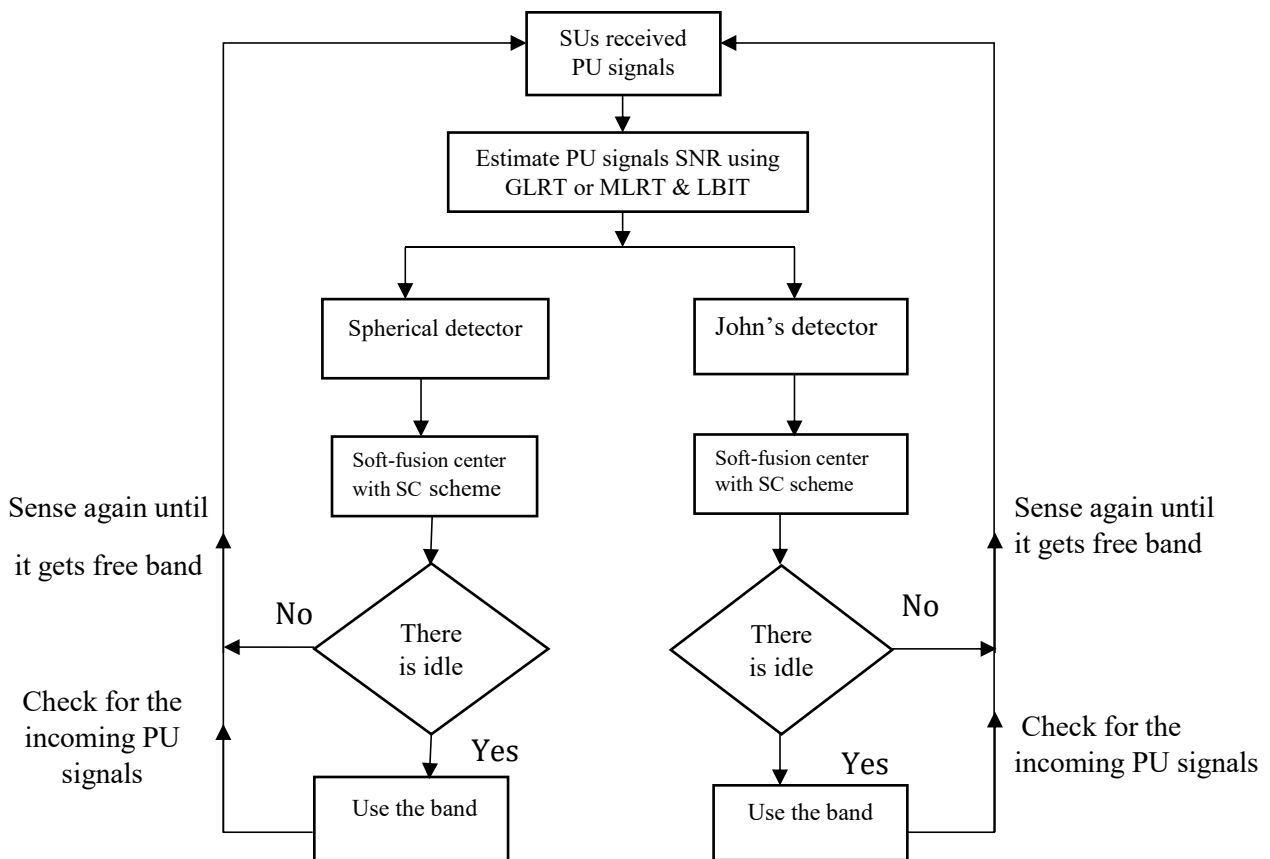 SUs received
PU signals
Estimate PU signals SNR using
GLRT or MLRT & LBIT
Spherical detector
John’s detector
Soft-fusion center
with SC scheme
Soft-fusion center
with SC scheme
Sense again until
it gets free band
Sense again until
it gets free band
No
There
is idle
There
is idle
No
Check for the
incoming PU
signals
Yes
Yes
Check for the
incoming PU signals
Use the band
Use the band